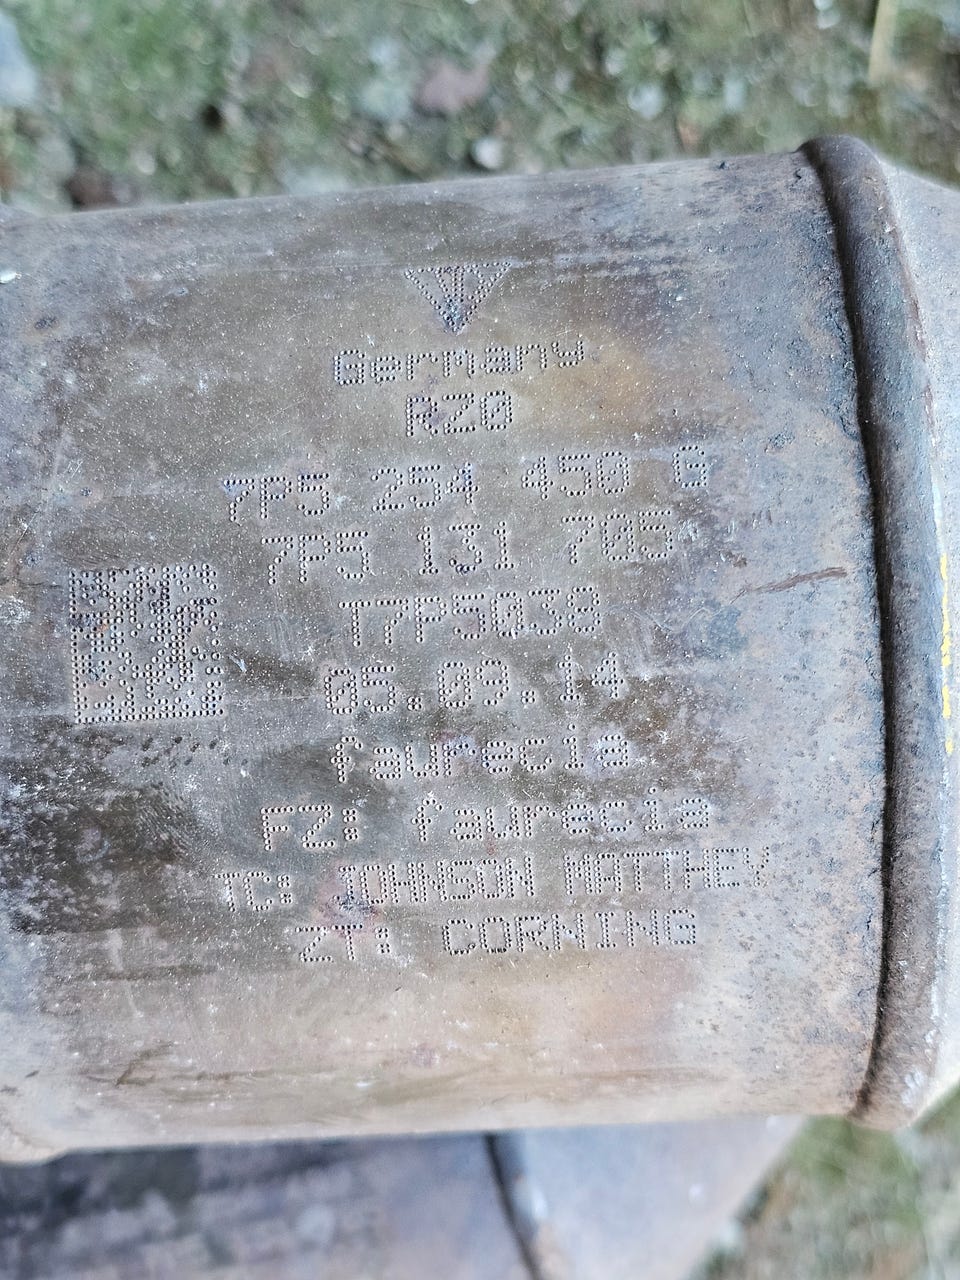 Germany
RZ0
7P5 254 450 G
7P5 131 705
T7P5038
05.09.14
faurecia
FZ: faurecia
TC: JOHNSON MATTHEY
ZT: CORNING